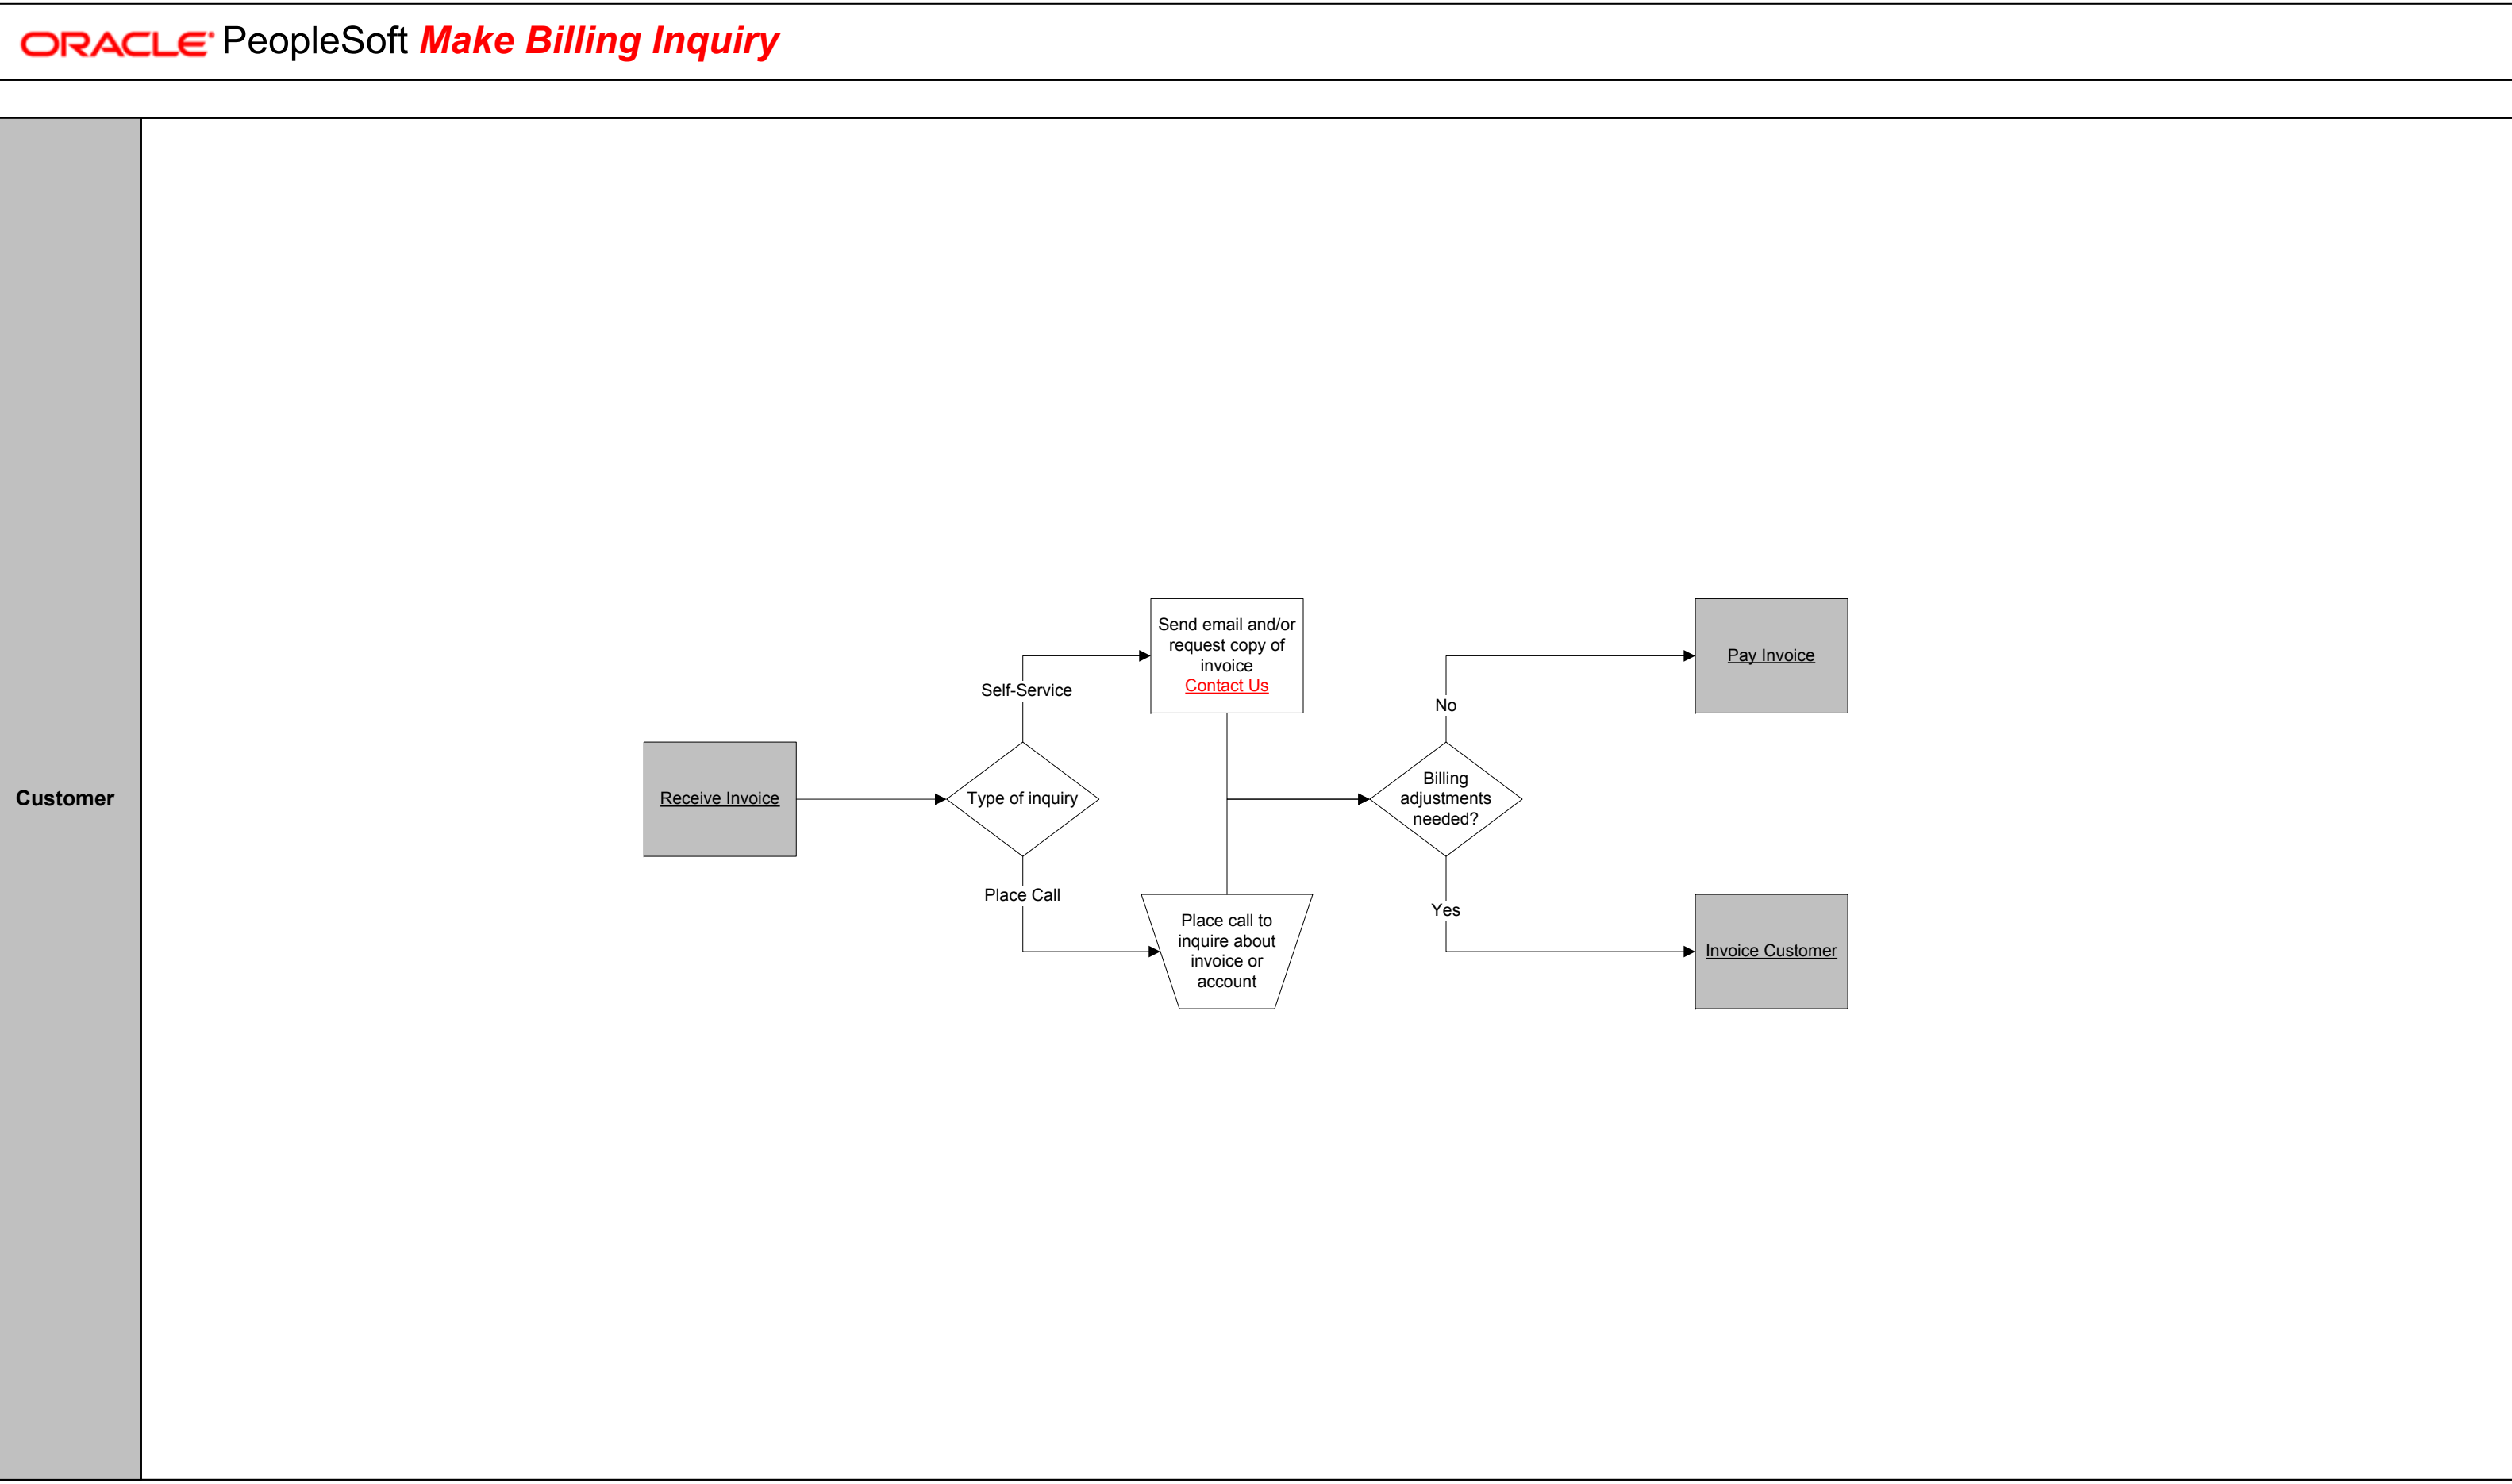 ORACLE® PeopleSoft Make Billing Inquiry
Customer
Receive Invoice
Type of inquiry
Self-Service
Place Call
Send email and/or
request copy of
invoice
Contact Us
Place call to
inquire about
invoice or
account
Billing
adjustments
needed?
No
Yes
Pay Invoice
Invoice Customer